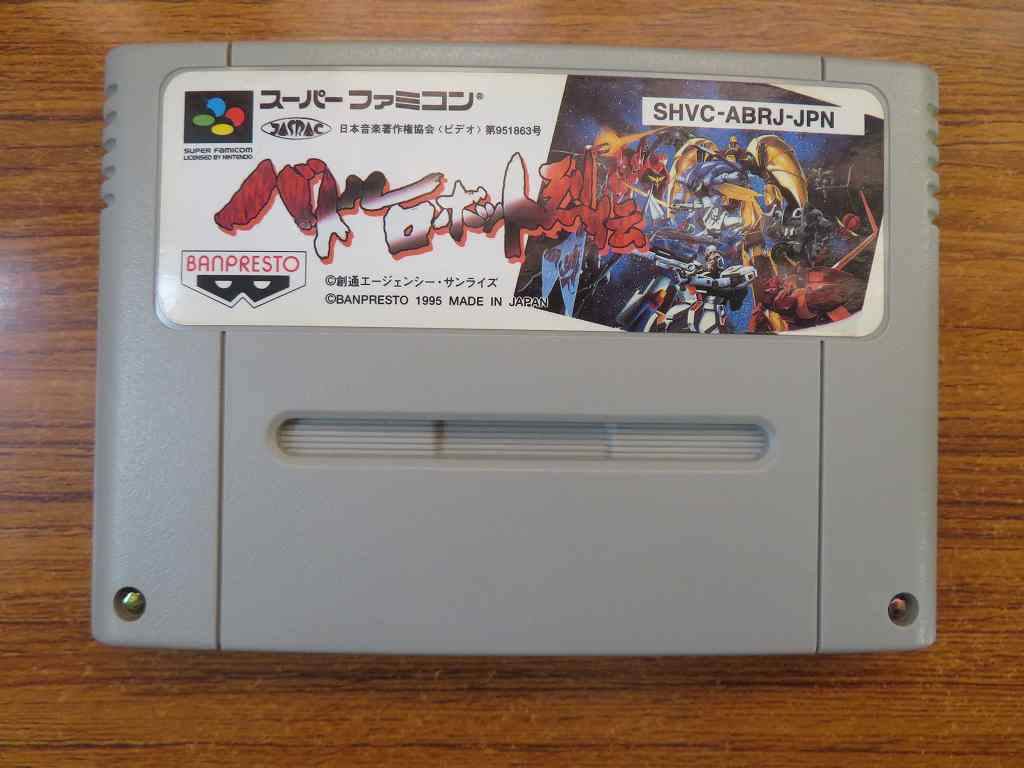 スーパーファミコン®
SHVC-ABRJ-JPN
SUPER FAMICOM
LICENSED BY NINTENDO
JASRAC
日本音楽著作権協会〈ビデオ〉第951863号
バトルロボット烈伝
BANPRESTO
©創通エージェンシー・サンライズ
©BANPRESTO 1995 MADE IN JAPAN